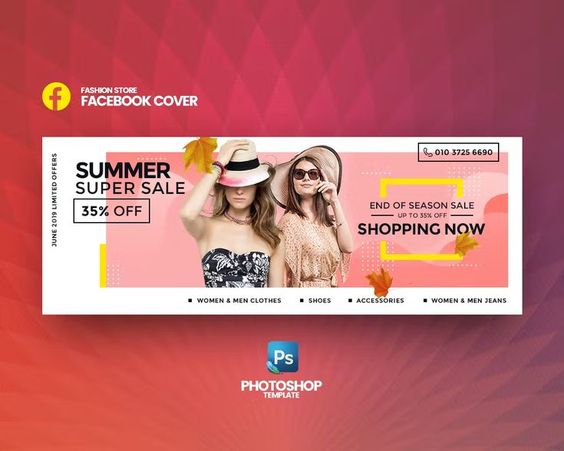 FASHION STORE
FACEBOOK COVER
JUNE 2019 LIMITED OFFERS
SUMMER
SUPER SALE
35% OFF
010 3725 6690
END OF SEASON SALE
UP TO 35% OFF
SHOPPING NOW
WOMEN & MEN CLOTHES
SHOES
ACCESSORIES
WOMEN & MEN JEANS
Ps
PHOTOSHOP
TEMPLATE